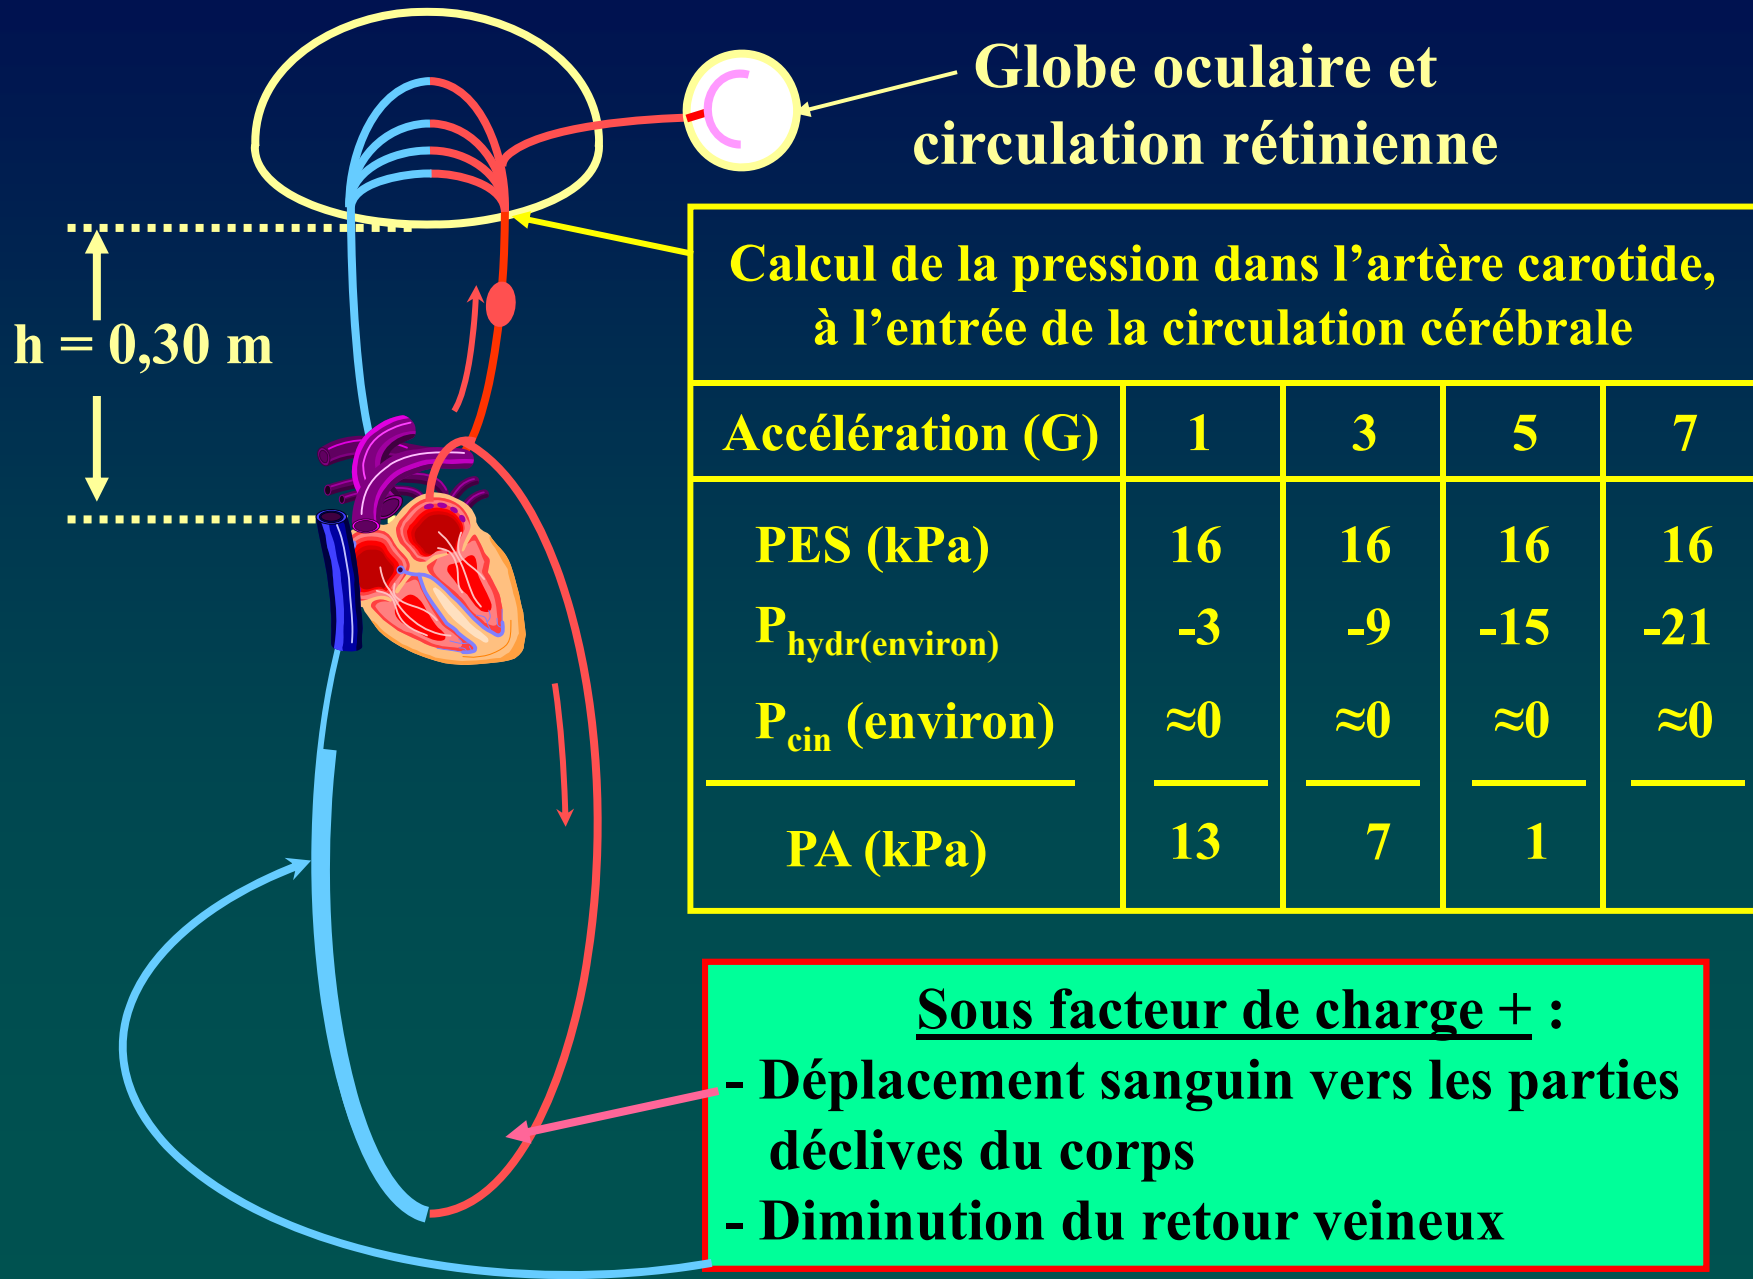 Globe oculaire et
circulation rétinienne
h = 0,30 m
Calcul de la pression dans l’artère carotide,
à l’entrée de la circulation cérébrale
Accélération (G) 1 3 5 7
PES (kPa) 16 16 16 16
Phydr(environ) -3 -9 -15 -21
Pcin (environ) ≈0 ≈0 ≈0 ≈0
PA (kPa) 13 7 1
Sous facteur de charge + :
- Déplacement sanguin vers les parties
déclives du corps
- Diminution du retour veineux